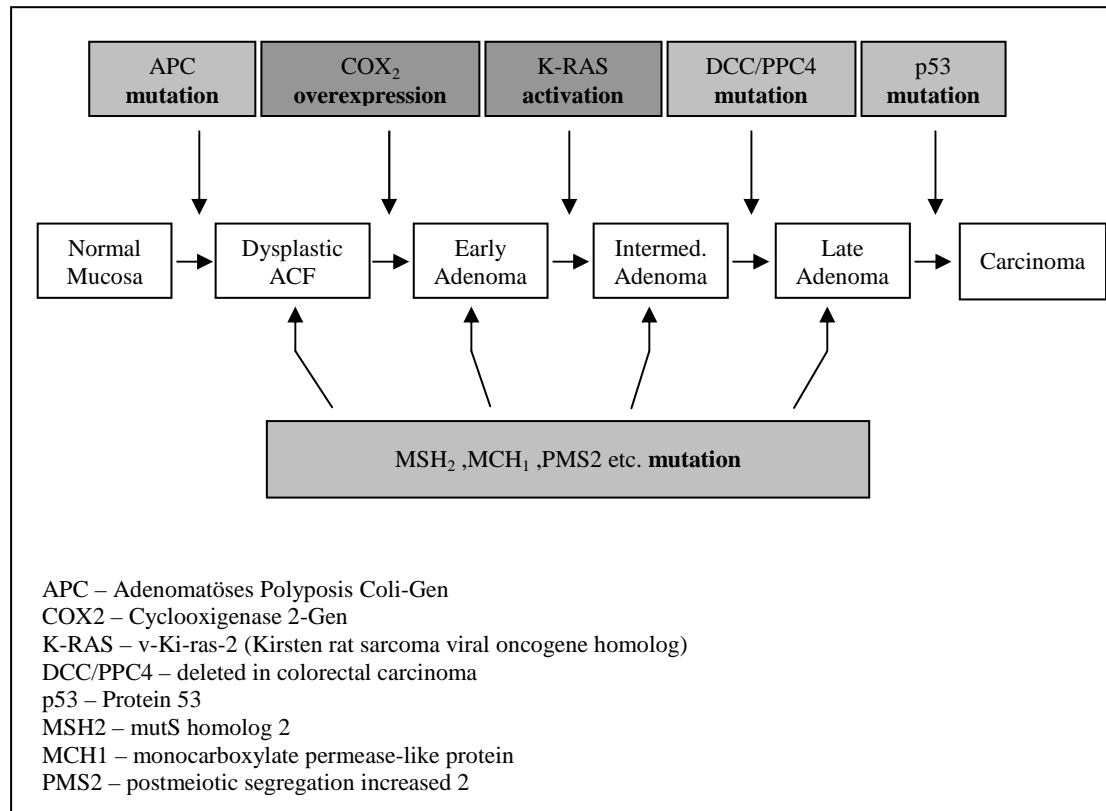 APC
mutation
COX₂
overexpression
K-RAS
activation
DCC/PPC4
mutation
p53
mutation
Normal
Mucosa
Dysplastic
ACF
Early
Adenoma
Intermed.
Adenoma
Late
Adenoma
Carcinoma
MSH₂ ,MCH₁ ,PMS2 etc. mutation
APC – Adenomatöses Polyposis Coli-Gen
COX2 – Cyclooxigenase 2-Gen
K-RAS – v-Ki-ras-2 (Kirsten rat sarcoma viral oncogene homolog)
DCC/PPC4 – deleted in colorectal carcinoma
p53 – Protein 53
MSH2 – mutS homolog 2
MCH1 – monocarboxylate permease-like protein
PMS2 – postmeiotic segregation increased 2